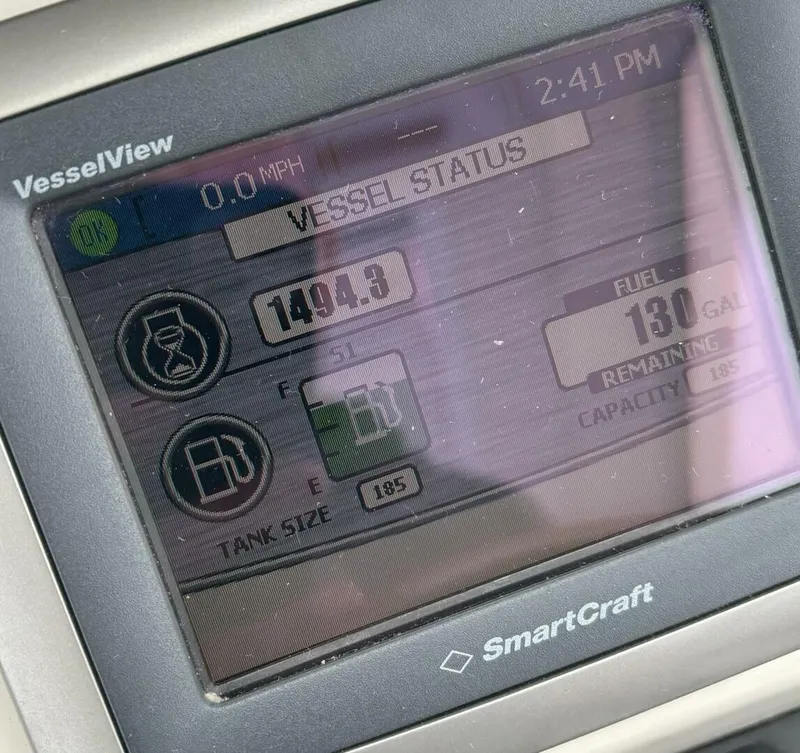 VesselView
2:41 PM
OK
0.0 MPH
---
VESSEL STATUS
1494.3
FUEL
130 GAL
REMAINING
CAPACITY 185
S1
F
E
TANK SIZE 185
SmartCraft